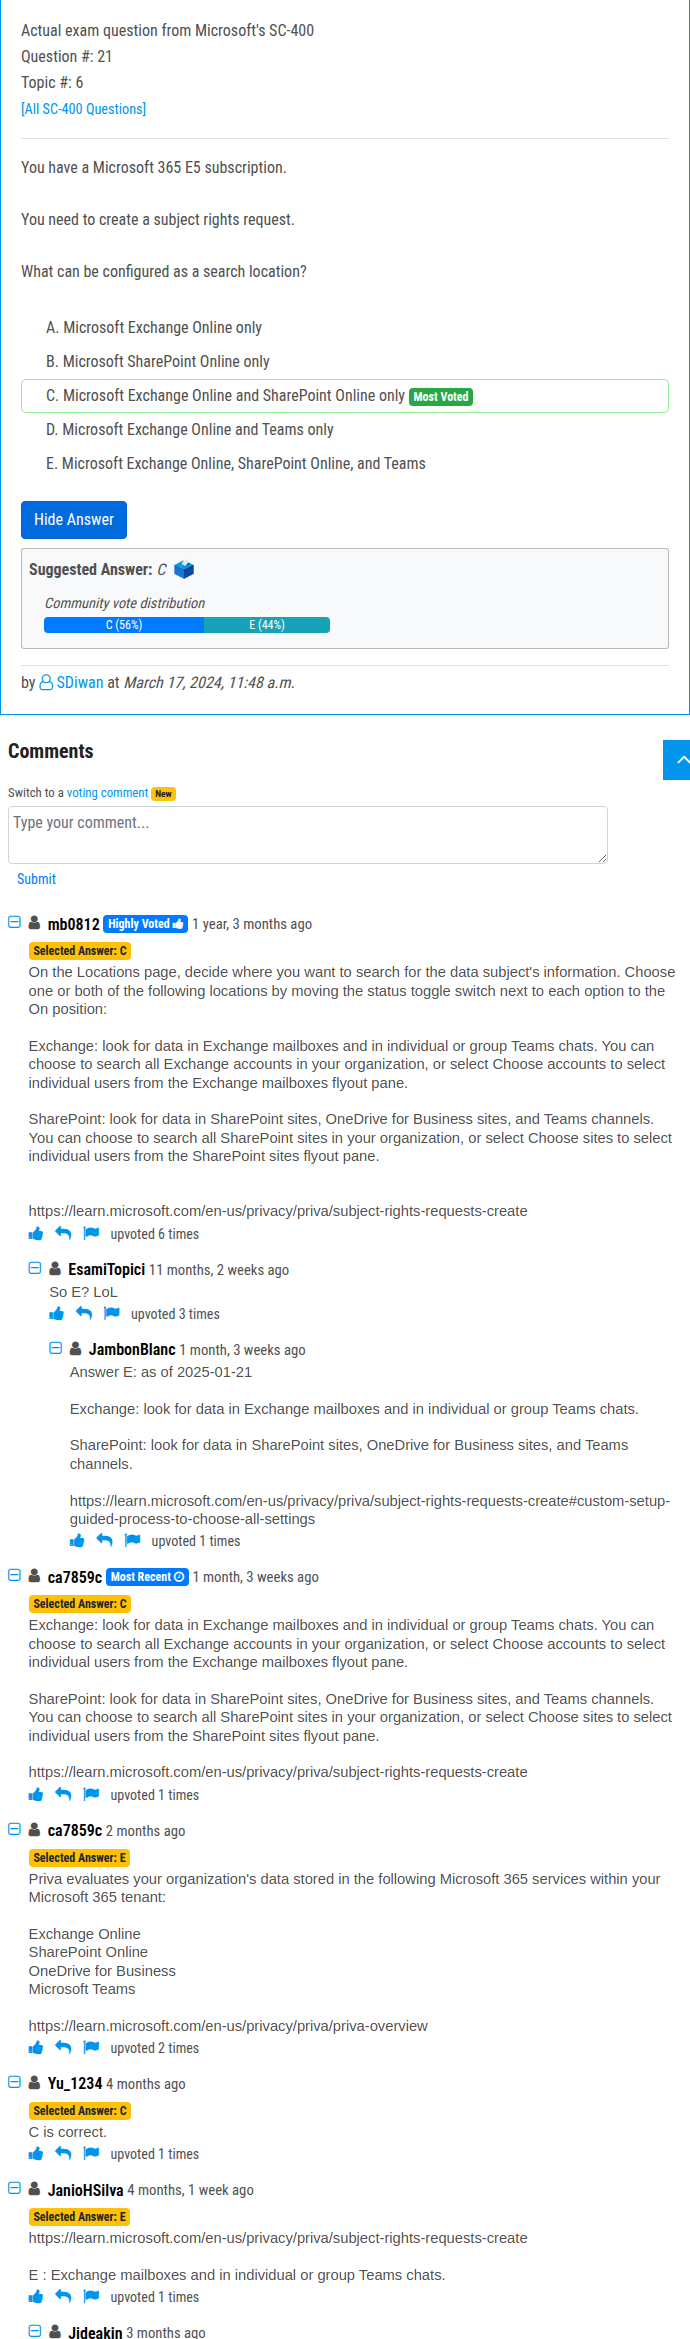 Actual exam question from Microsoft's SC-400
Question #: 21
Topic #: 6
[All SC-400 Questions]
You have a Microsoft 365 E5 subscription.
You need to create a subject rights request.
What can be configured as a search location?
A. Microsoft Exchange Online only
B. Microsoft SharePoint Online only
C. Microsoft Exchange Online and SharePoint Online only Most Voted
D. Microsoft Exchange Online and Teams only
E. Microsoft Exchange Online, SharePoint Online, and Teams
Hide Answer
Suggested Answer: C
Community vote distribution
C (56%) E (44%)
by SDiwan at March 17, 2024, 11:48 a.m.
Comments
Switch to a voting comment New
Type your comment...
Submit
mb0812 Highly Voted 1 year, 3 months ago
Selected Answer: C
On the Locations page, decide where you want to search for the data subject's information. Choose
one or both of the following locations by moving the status toggle switch next to each option to the
On position:
Exchange: look for data in Exchange mailboxes and in individual or group Teams chats. You can
choose to search all Exchange accounts in your organization, or select Choose accounts to select
individual users from the Exchange mailboxes flyout pane.
SharePoint: look for data in SharePoint sites, OneDrive for Business sites, and Teams channels.
You can choose to search all SharePoint sites in your organization, or select Choose sites to select
individual users from the SharePoint sites flyout pane.
https://learn.microsoft.com/en-us/privacy/priva/subject-rights-requests-create
upvoted 6 times
EsamiTopici 11 months, 2 weeks ago
So E? LoL
upvoted 3 times
JambonBlanc 1 month, 3 weeks ago
Answer E: as of 2025-01-21
Exchange: look for data in Exchange mailboxes and in individual or group Teams chats.
SharePoint: look for data in SharePoint sites, OneDrive for Business sites, and Teams
channels.
https://learn.microsoft.com/en-us/privacy/priva/subject-rights-requests-create#custom-setup-
guided-process-to-choose-all-settings
upvoted 1 times
ca7859c Most Recent 1 month, 3 weeks ago
Selected Answer: C
Exchange: look for data in Exchange mailboxes and in individual or group Teams chats. You can
choose to search all Exchange accounts in your organization, or select Choose accounts to select
individual users from the Exchange mailboxes flyout pane.
SharePoint: look for data in SharePoint sites, OneDrive for Business sites, and Teams channels.
You can choose to search all SharePoint sites in your organization, or select Choose sites to select
individual users from the SharePoint sites flyout pane.
https://learn.microsoft.com/en-us/privacy/priva/subject-rights-requests-create
upvoted 1 times
ca7859c 2 months ago
Selected Answer: E
Priva evaluates your organization's data stored in the following Microsoft 365 services within your
Microsoft 365 tenant:
Exchange Online
SharePoint Online
OneDrive for Business
Microsoft Teams
https://learn.microsoft.com/en-us/privacy/priva/priva-overview
upvoted 2 times
Yu_1234 4 months ago
Selected Answer: C
C is correct.
upvoted 1 times
JanioHSilva 4 months, 1 week ago
Selected Answer: E
https://learn.microsoft.com/en-us/privacy/priva/subject-rights-requests-create
E : Exchange mailboxes and in individual or group Teams chats.
upvoted 1 times
Jideakin 3 months ago